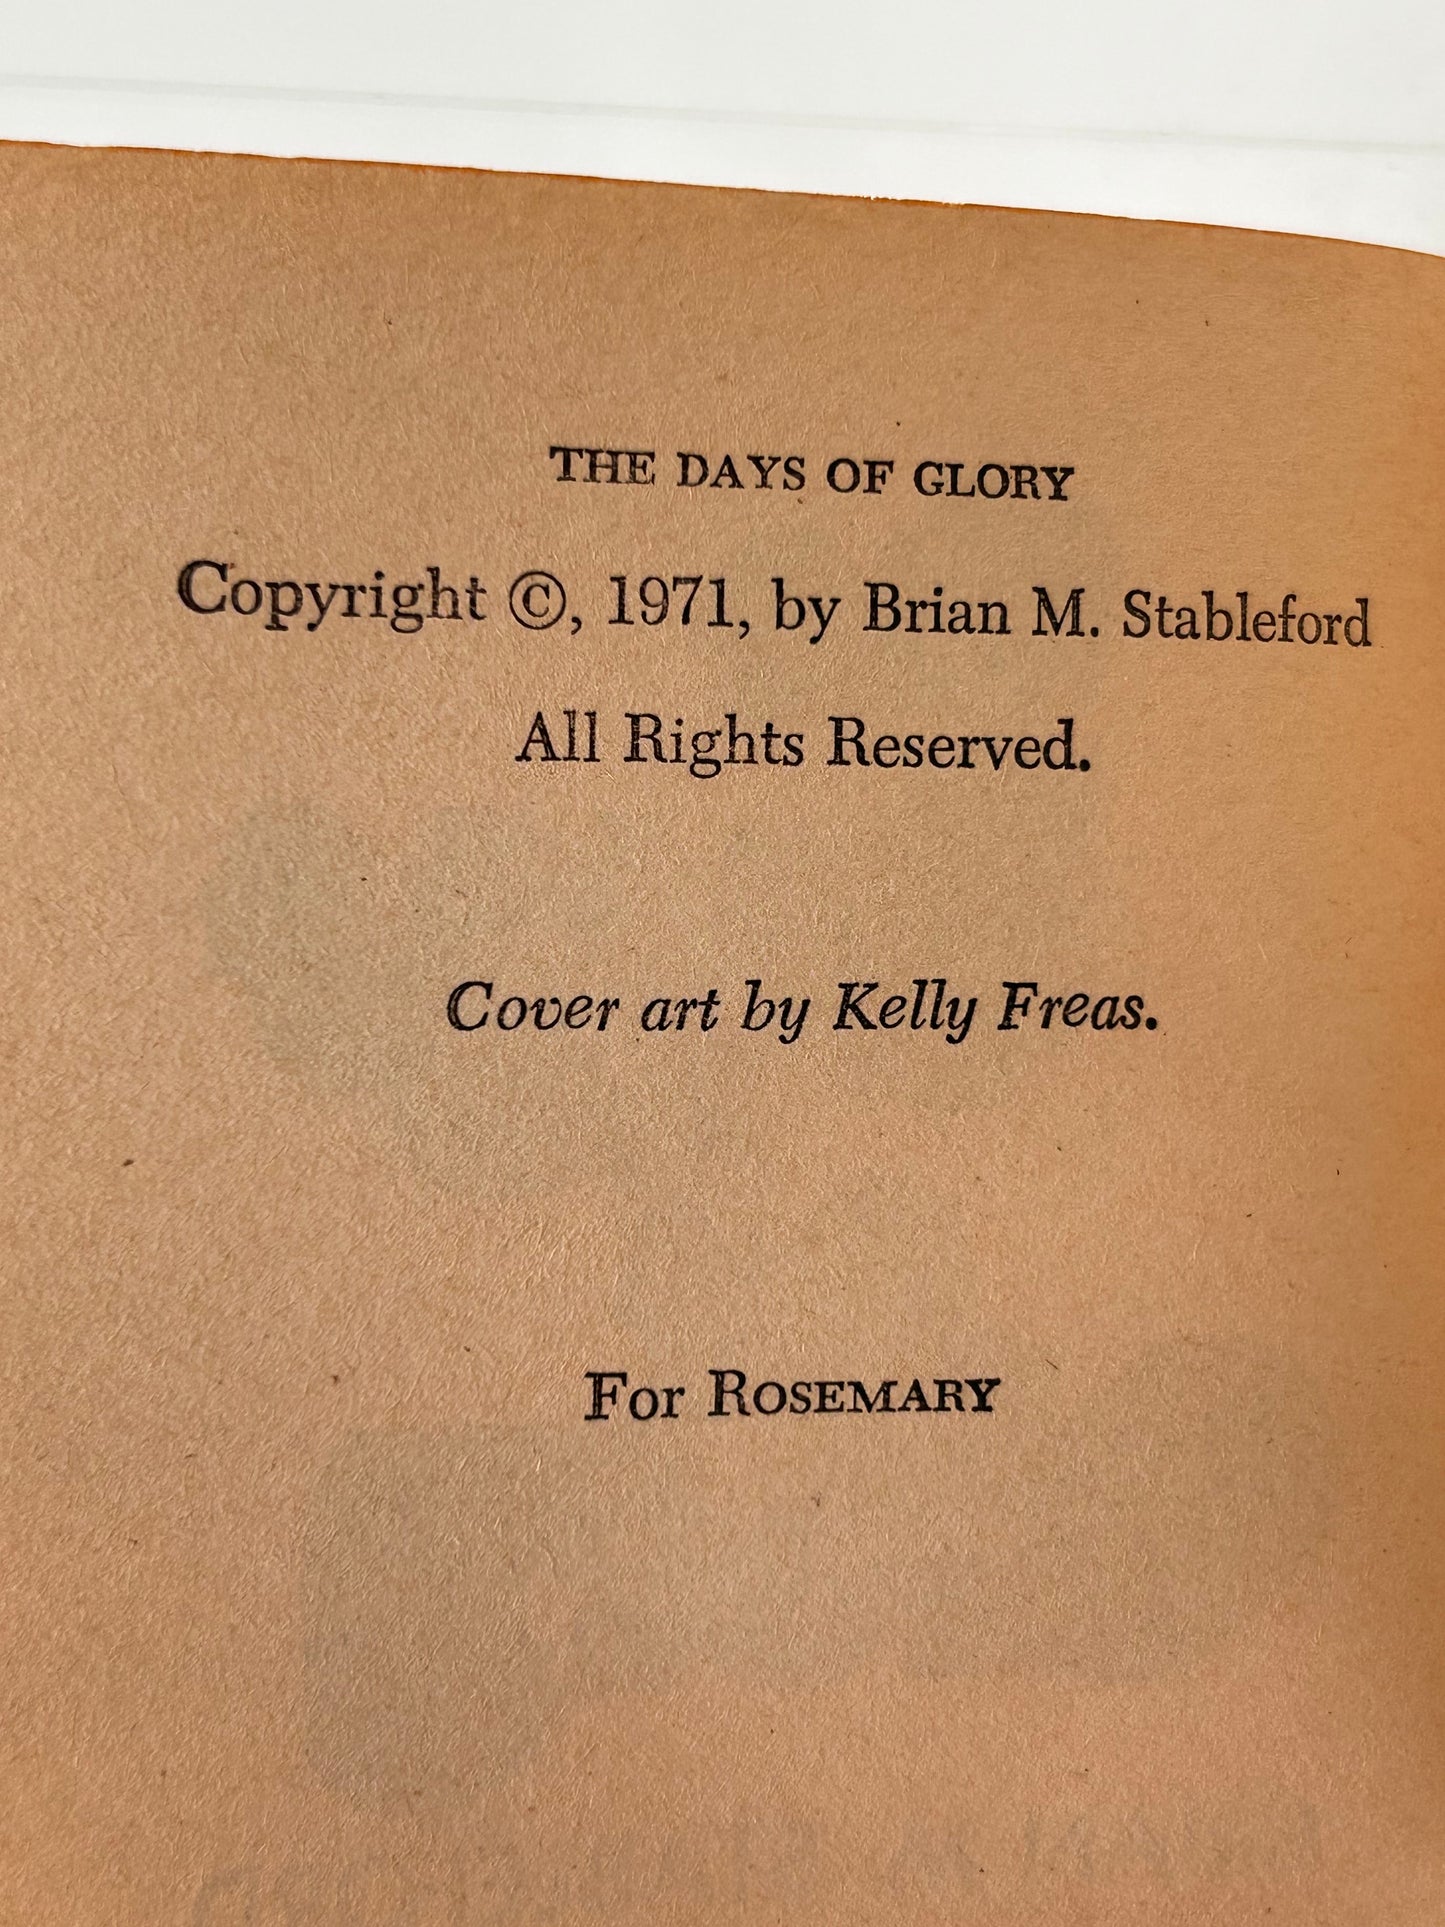 THE DAYS OF GLORY
Copyright ©, 1971, by Brian M. Stableford
All Rights Reserved.
Cover art by Kelly Freas.
For ROSEMARY